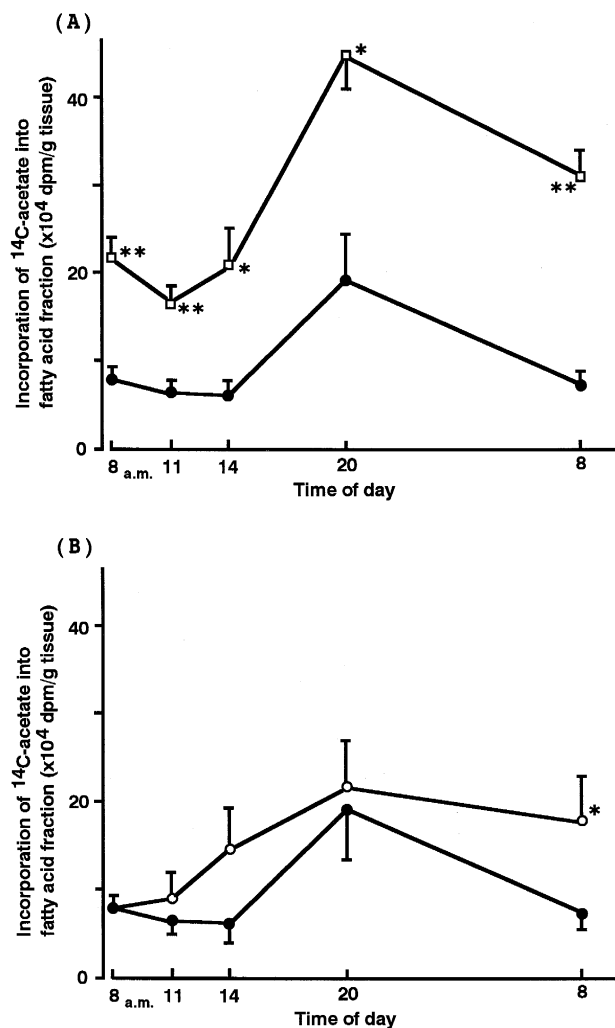 (A)
Incorporation of ¹⁴C-acetate into
fatty acid fraction (x10⁴ dpm/g tissue)
40
20
0
*
**
**
**
*
8 a.m. 11 14 20 8
Time of day
(B)
Incorporation of ¹⁴C-acetate into
fatty acid fraction (x10⁴ dpm/g tissue)
40
20
0
*
8 a.m. 11 14 20 8
Time of day